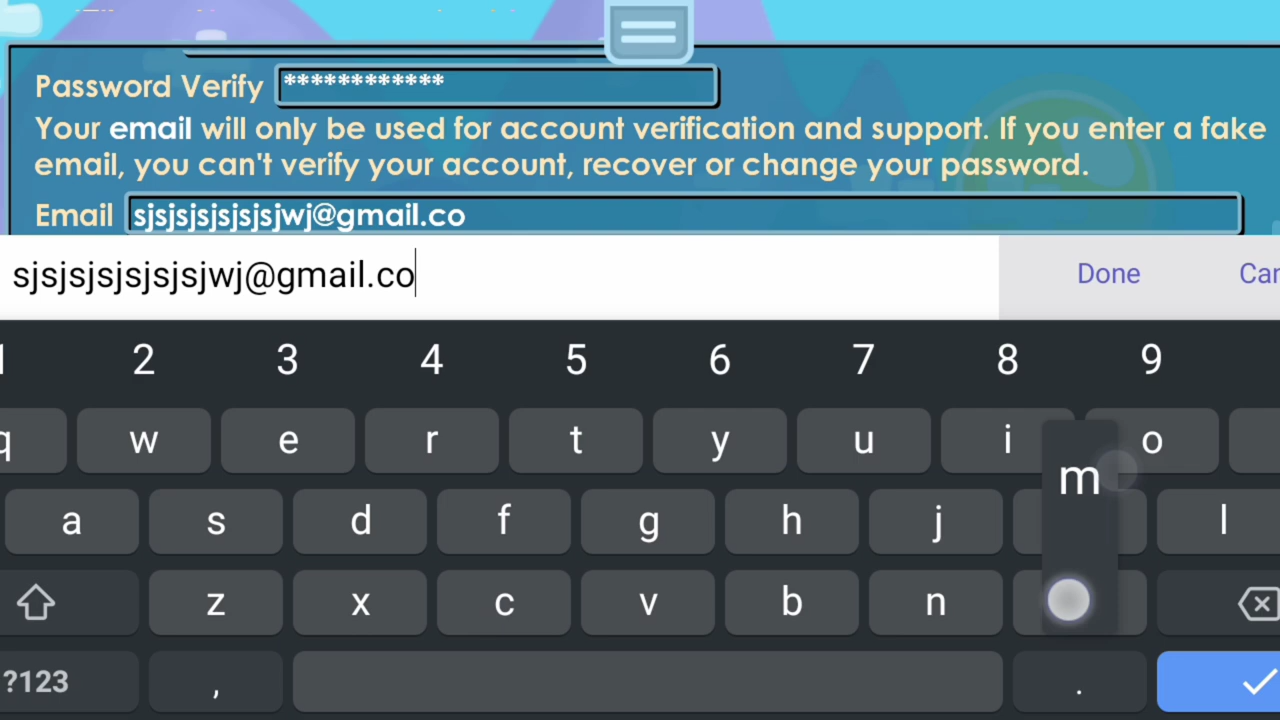 Password Verify ************
Your email will only be used for account verification and support. If you enter a fake
email, you can't verify your account, recover or change your password.
Email sjsjsjsjsjsjsjwj@gmail.co
sjsjsjsjsjsjsjwj@gmail.co
Done
1 2 3 4 5 6 7 8 9
q w e r t y u i o
m
a s d f g h j l
z x c v b n
?123 , .